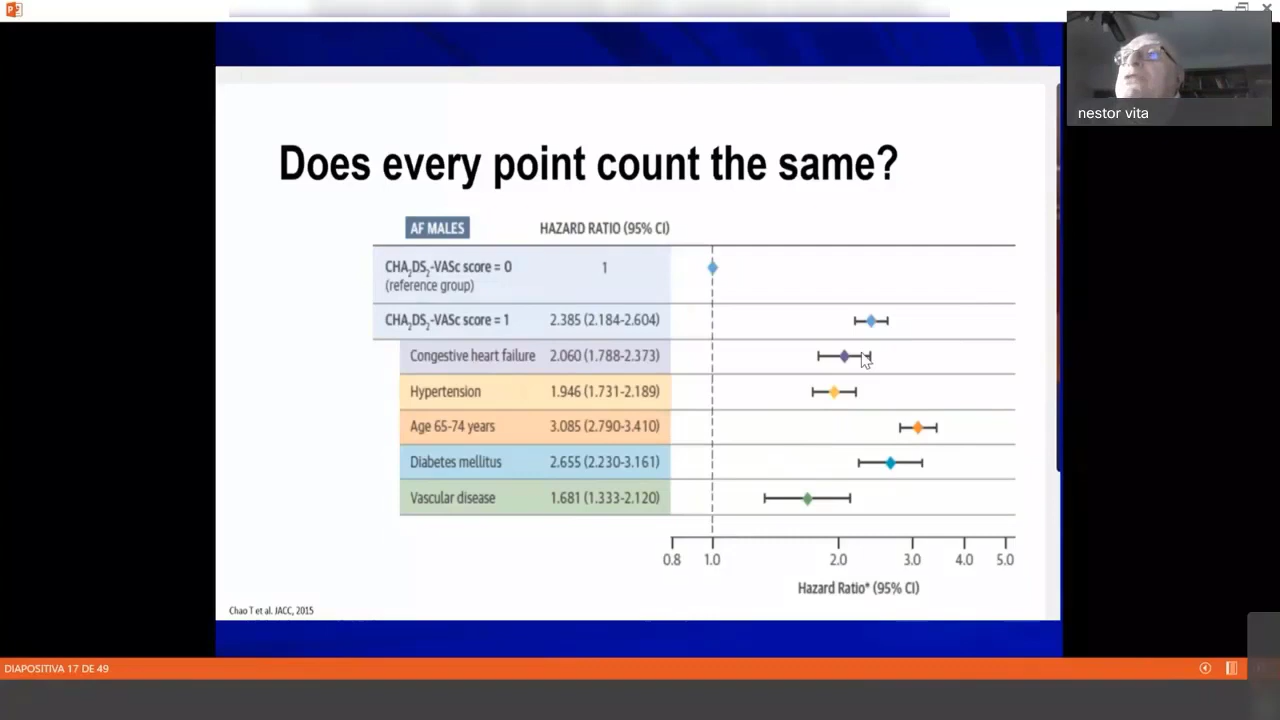 nestor vita
Does every point count the same?
AF MALES HAZARD RATIO (95% CI)
CHA₂DS₂-VASc score = 0 1
(reference group)
CHA₂DS₂-VASc score = 1 2.385 (2.184-2.604)
Congestive heart failure 2.060 (1.788-2.373)
Hypertension 1.946 (1.731-2.189)
Age 65-74 years 3.085 (2.790-3.410)
Diabetes mellitus 2.655 (2.230-3.161)
Vascular disease 1.681 (1.333-2.120)
0.8 1.0 2.0 3.0 4.0 5.0
Hazard Ratio* (95% CI)
Chao T et al. JACC, 2015
DIAPOSITIVA 17 DE 49